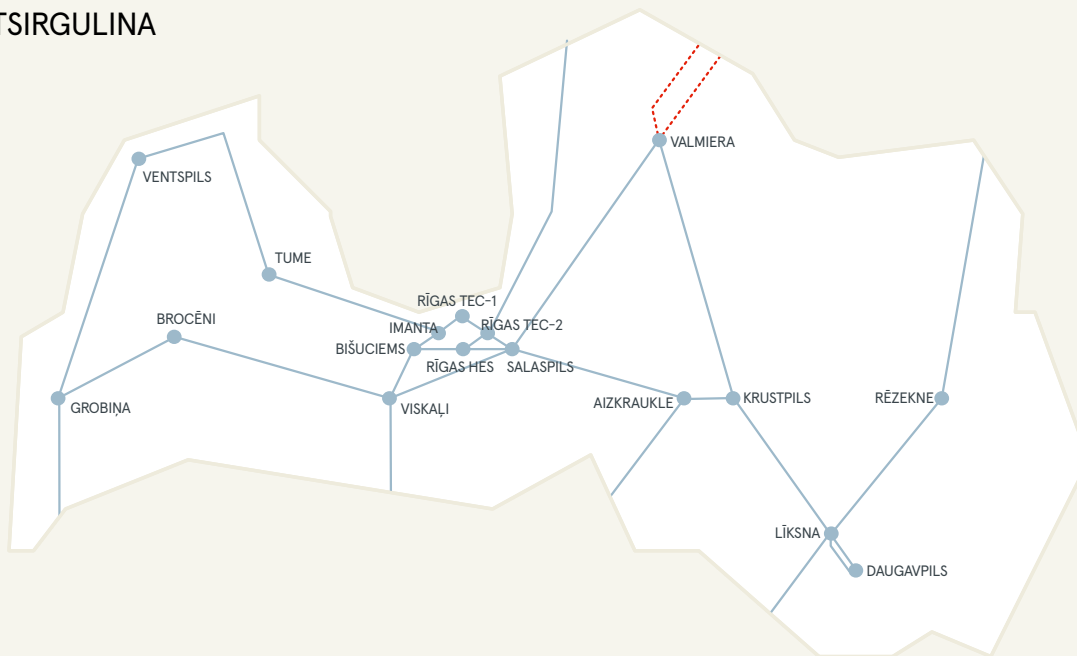 TSIRGULINA
VALMIERA
VENTSPILS
TUME
RĪGAS TEC-1
BROCĒNI
IMANTA
RĪGAS TEC-2
BIŠUCIEMS
RĪGAS HES
SALASPILS
GROBIŅA
VISKAĻI
AIZKRAUKLE
KRUSTPILS
RĒZEKNE
LĪKSNA
DAUGAVPILS